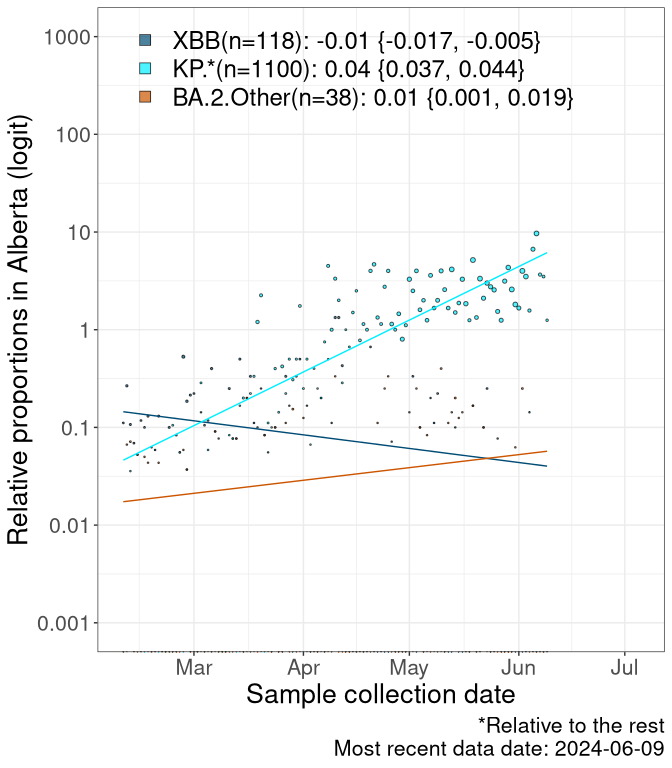 XBB(n=118): -0.01 {-0.017, -0.005}
KP.*(n=1100): 0.04 {0.037, 0.044}
BA.2.Other(n=38): 0.01 {0.001, 0.019}
Relative proportions in Alberta (logit)
1000
100
10
1
0.1
0.01
0.001
Mar Apr May Jun Jul
Sample collection date
*Relative to the rest
Most recent data date: 2024-06-09